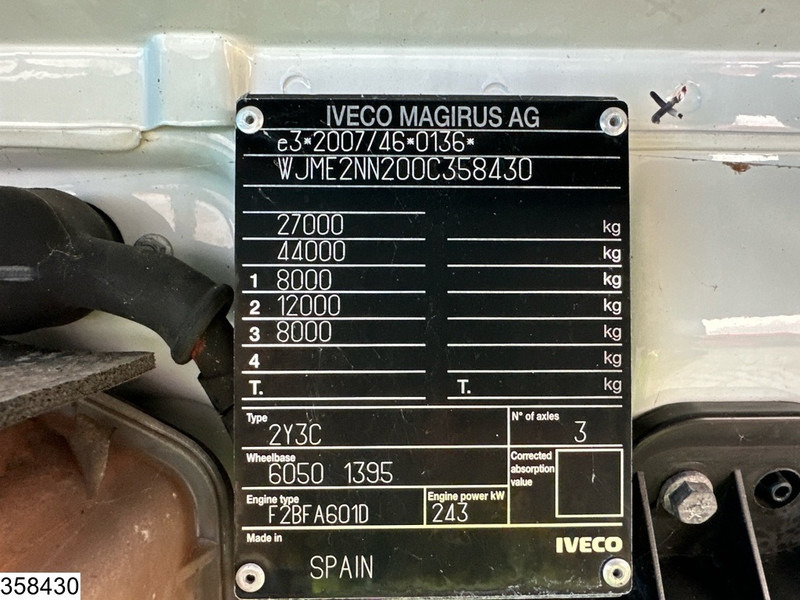 IVECO MAGIRUS AG
e3*2007/46*0136*
WJME2NN200C358430
27000 kg
44000 kg
1 8000 kg
2 12000 kg
3 8000 kg
4 kg
T. T. kg
Type N° of axles
2Y3C 3
Wheelbase Corrected absorption value
6050 1395
Engine type Engine power kW
F2BFA601D 243
Made in IVECO
SPAIN
358430